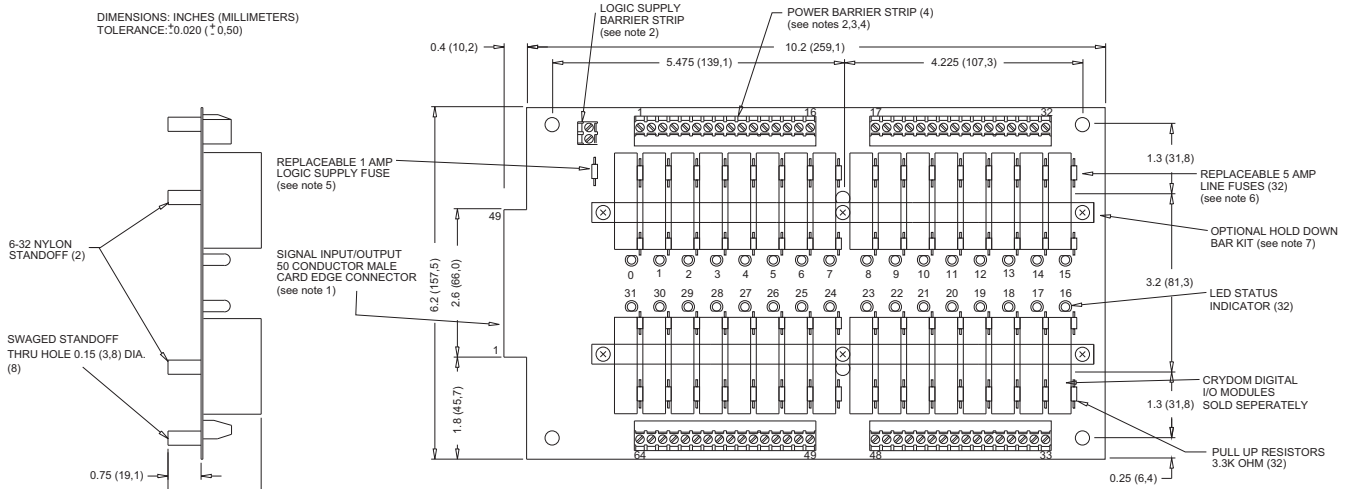 DIMENSIONS: INCHES (MILLIMETERS)
TOLERANCE: ± 0.020 ( ± 0,50)
LOGIC SUPPLY
BARRIER STRIP
(see note 2)
POWER BARRIER STRIP (4)
(see notes 2,3,4)
0.4 (10,2)
10.2 (259,1)
5.475 (139,1)
4.225 (107,3)
1
16
17
32
REPLACEABLE 1 AMP
LOGIC SUPPLY FUSE
(see note 5)
1.3 (31,8)
REPLACEABLE 5 AMP
LINE FUSES (32)
(see note 6)
49
6-32 NYLON
STANDOFF (2)
SIGNAL INPUT/OUTPUT
50 CONDUCTOR MALE
CARD EDGE CONNECTOR
(see note 1)
6.2 (157,5)
2.6 (66,0)
OPTIONAL HOLD DOWN
BAR KIT (see note 7)
0 1 2 3 4 5 6 7 8 9 10 11 12 13 14 15
3.2 (81,3)
31 30 29 28 27 26 25 24 23 22 21 20 19 18 17 16
LED STATUS
INDICATOR (32)
SWAGED STANDOFF
THRU HOLE 0.15 (3,8) DIA.
(8)
1
1.8 (45,7)
CRYDOM DIGITAL
I/O MODULES
SOLD SEPERATELY
1.3 (31,8)
64
49
48
33
PULL UP RESISTORS
3.3K OHM (32)
0.75 (19,1)
0.25 (6,4)